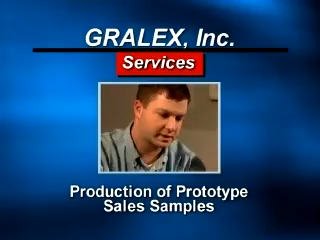 GRALEX, Inc.
Services
Production of Prototype
Sales Samples